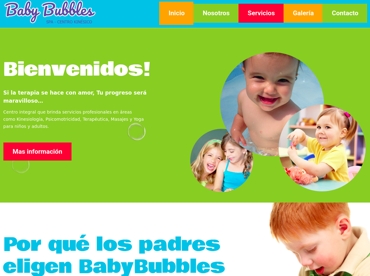 Baby Bubbles
Inicio
Nosotros
Servicios
Galería
Contacto
Bienvenidos!
Si la terapia se hace con amor, Tu progreso será
maravilloso...
Centro integral que brinda servicios profesionales en áreas
como Kinesiología, Psicomotricidad, Terapéutica, Masajes y Yoga
para niños y adultos.
Mas información
Por qué los padres
eligen BabyBubbles